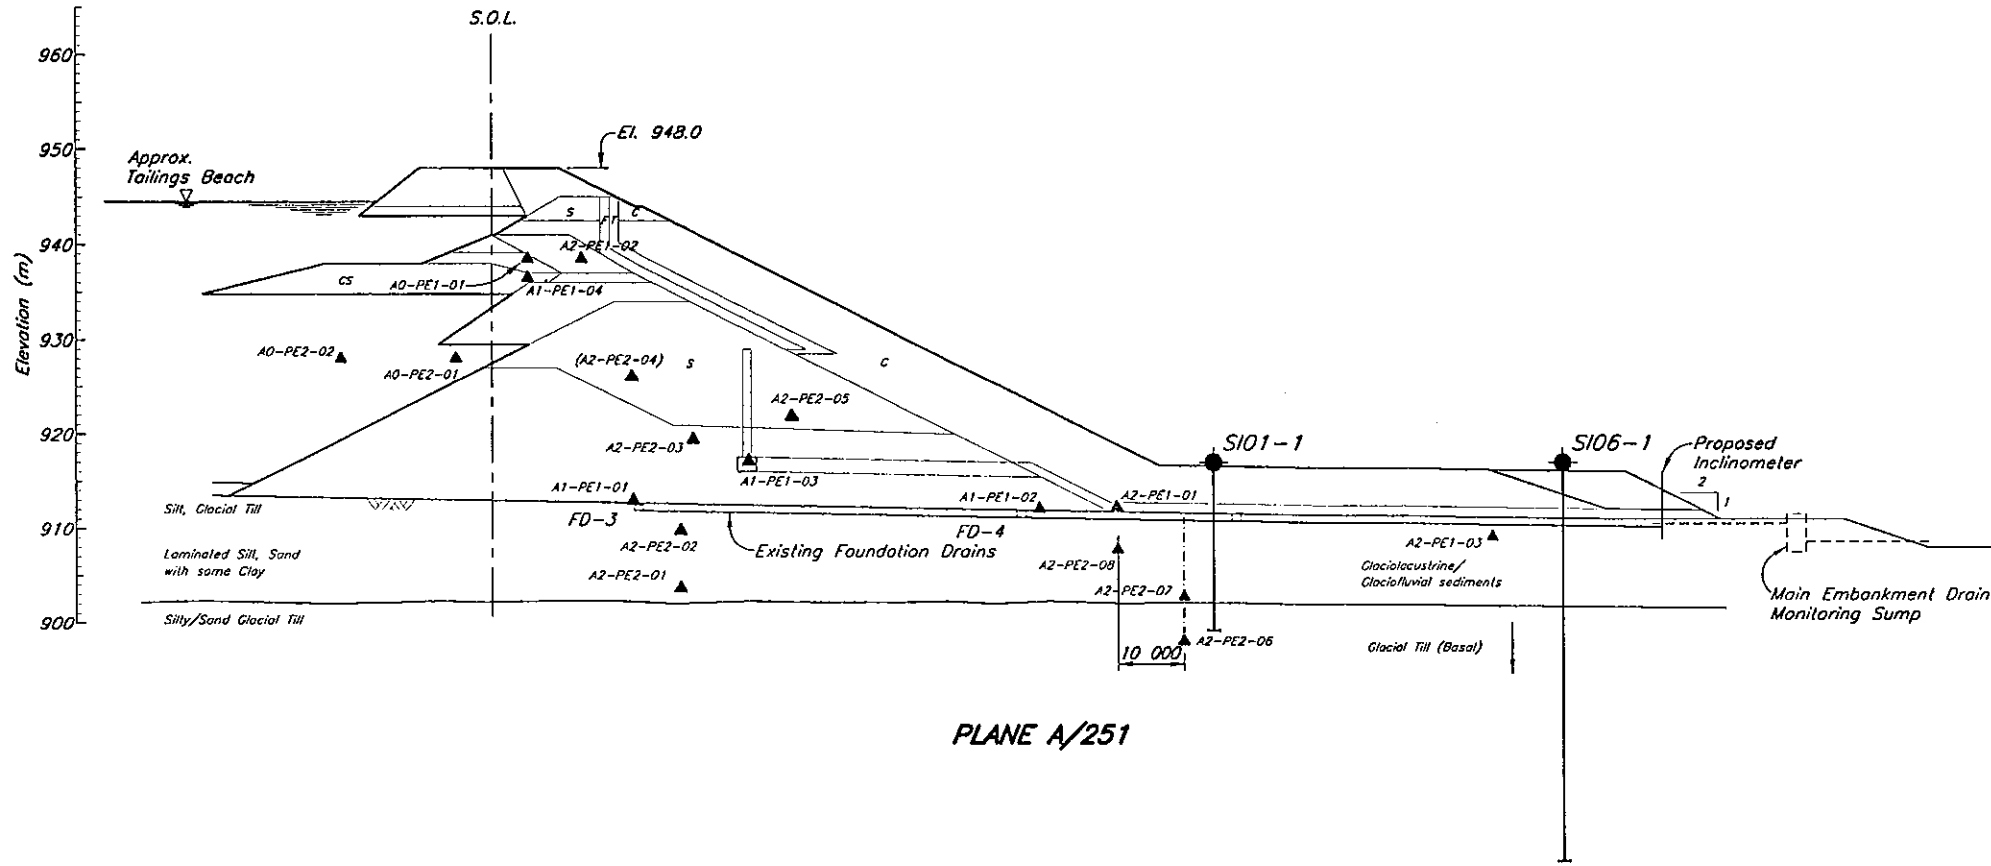 S.O.L.
960
El. 948.0
950
Approx.
Tailings Beach
S
F
T
C
940
A2-PE1-02
Elevation (m)
CS
A0-PE1-01
A1-PE1-04
930
A0-PE2-02
A0-PE2-01
(A2-PE2-04)
S
C
A2-PE2-05
920
A2-PE2-03
SI01-1
SI06-1
Proposed
Inclinometer
A1-PE1-03
2
1
A1-PE1-01
A1-PE1-02
A2-PE1-01
Silt, Glacial Till
910
FD-3
FD-4
A2-PE2-02
Existing Foundation Drains
A2-PE1-03
Laminated Silt, Sand
with some Clay
A2-PE2-08
Glaciolacustrine/
Glaciofluvial sediments
A2-PE2-01
A2-PE2-07
Main Embankment Drain
Monitoring Sump
900
Silty/Sand Glacial Till
A2-PE2-06
Glacial Till (Basal)
10 000
PLANE A/251